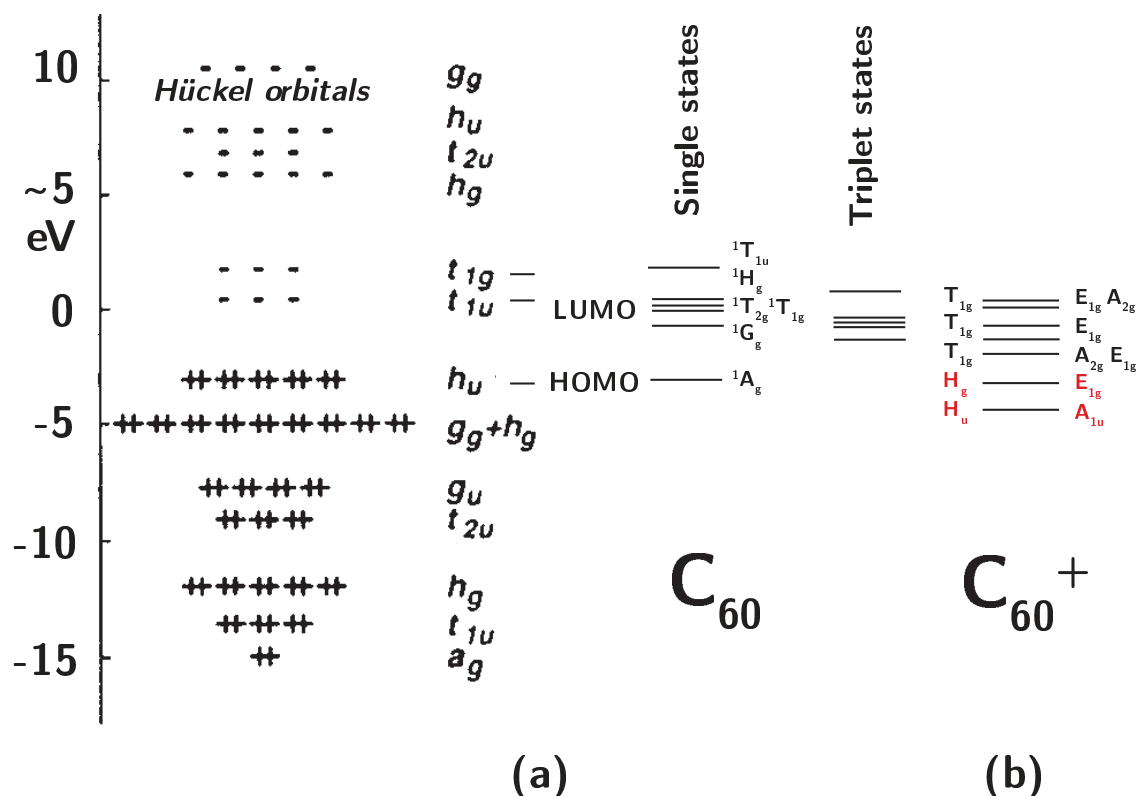 10
Hückel orbitals
~5
eV
0
-5
-10
-15
g_g
h_u
t_2u
h_g
t_1g
t_1u
h_u
g_g+h_g
g_u
t_2u
h_g
t_1u
a_g
LUMO
HOMO
Single states
¹T_1u
¹H_g
¹T_2g ¹T_1g
¹G_g
¹A_g
Triplet states
T_1g E_1g A_2g
T_1g E_1g
T_1g A_2g E_1g
H_g E_1g
H_u A_1u
C_60
C_60 +
(a)
(b)